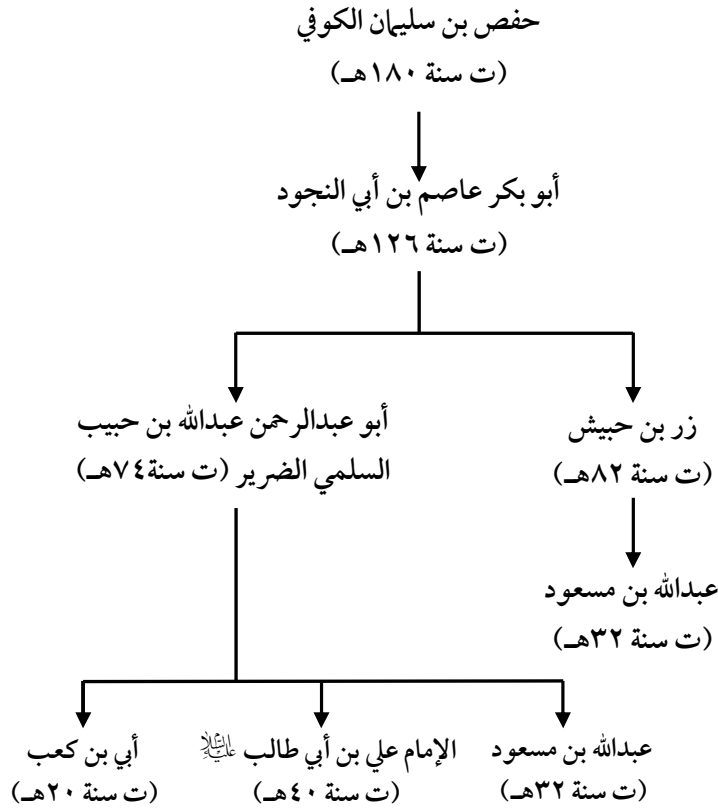 حفص بن سليمان الكوفي
(ت سنة ١٨٠هـ)
أبو بكر عاصم بن أبي النجود
(ت سنة ١٢٦هـ)
زر بن حبيش
(ت سنة ٨٢هـ)
أبو عبدالرحمن عبدالله بن حبيب
السلمي الضرير (ت سنة٧٤هـ)
عبدالله بن مسعود
(ت سنة ٣٢هـ)
عبدالله بن مسعود
(ت سنة ٣٢هـ)
الإمام علي بن أبي طالب عليه السلام
(ت سنة ٤٠هـ)
أبي بن كعب
(ت سنة ٢٠هـ)